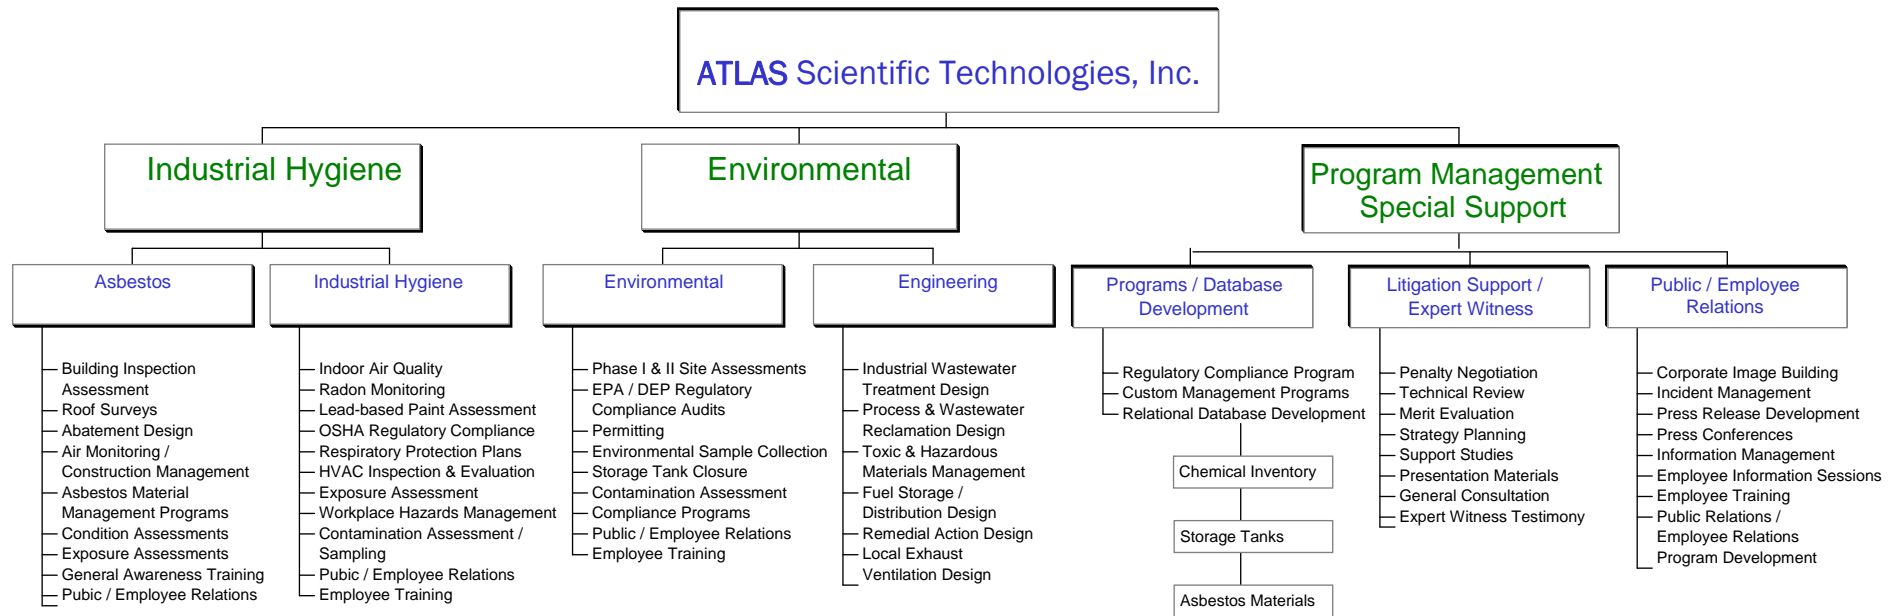 ATLAS Scientific Technologies, Inc.
Industrial Hygiene
Environmental
Program Management
Special Support
Asbestos
Building Inspection
Assessment
Roof Surveys
Abatement Design
Air Monitoring /
Construction Management
Asbestos Material
Management Programs
Condition Assessments
Exposure Assessments
General Awareness Training
Pubic / Employee Relations
Industrial Hygiene
Indoor Air Quality
Radon Monitoring
Lead-based Paint Assessment
OSHA Regulatory Compliance
Respiratory Protection Plans
HVAC Inspection & Evaluation
Exposure Assessment
Workplace Hazards Management
Contamination Assessment /
Sampling
Pubic / Employee Relations
Employee Training
Environmental
Phase I & II Site Assessments
EPA / DEP Regulatory
Compliance Audits
Permitting
Environmental Sample Collection
Storage Tank Closure
Contamination Assessment
Compliance Programs
Public / Employee Relations
Employee Training
Engineering
Industrial Wastewater
Treatment Design
Process & Wastewater
Reclamation Design
Toxic & Hazardous
Materials Management
Fuel Storage /
Distribution Design
Remedial Action Design
Local Exhaust
Ventilation Design
Programs / Database
Development
Regulatory Compliance Program
Custom Management Programs
Relational Database Development
Chemical Inventory
Storage Tanks
Asbestos Materials
Litigation Support /
Expert Witness
Penalty Negotiation
Technical Review
Merit Evaluation
Strategy Planning
Support Studies
Presentation Materials
General Consultation
Expert Witness Testimony
Public / Employee
Relations
Corporate Image Building
Incident Management
Press Release Development
Press Conferences
Information Management
Employee Information Sessions
Employee Training
Public Relations /
Employee Relations
Program Development